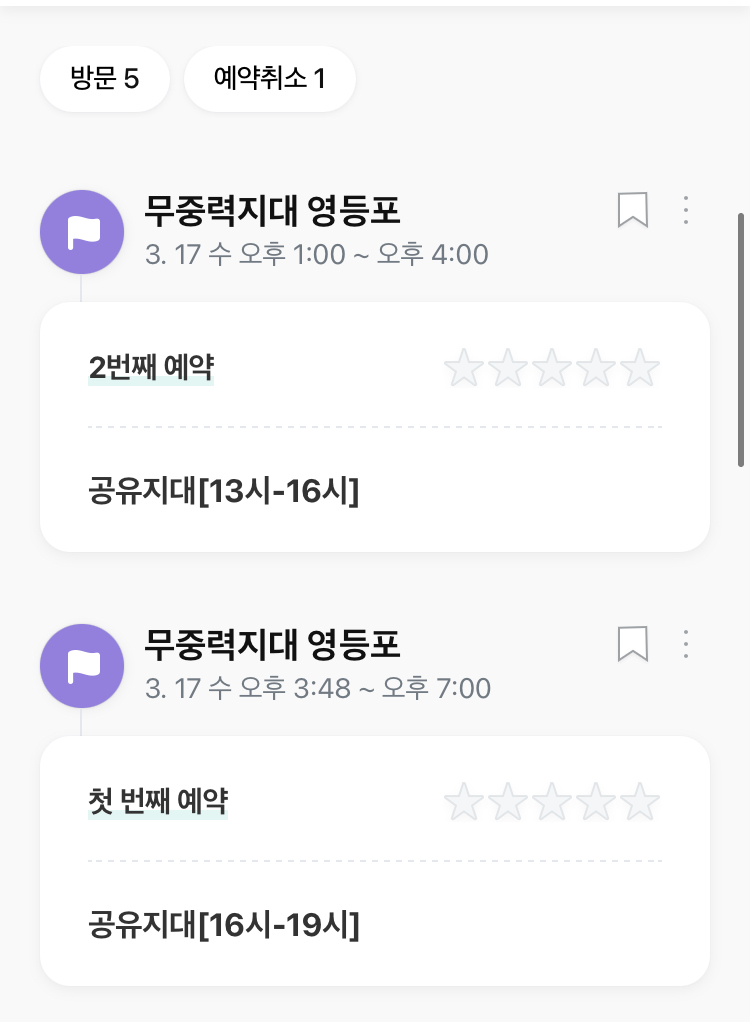 방문 5 예약취소 1
무중력지대 영등포
3. 17 수 오후 1:00 ~ 오후 4:00
2번째 예약
공유지대[13시-16시]
무중력지대 영등포
3. 17 수 오후 3:48 ~ 오후 7:00
첫 번째 예약
공유지대[16시-19시]